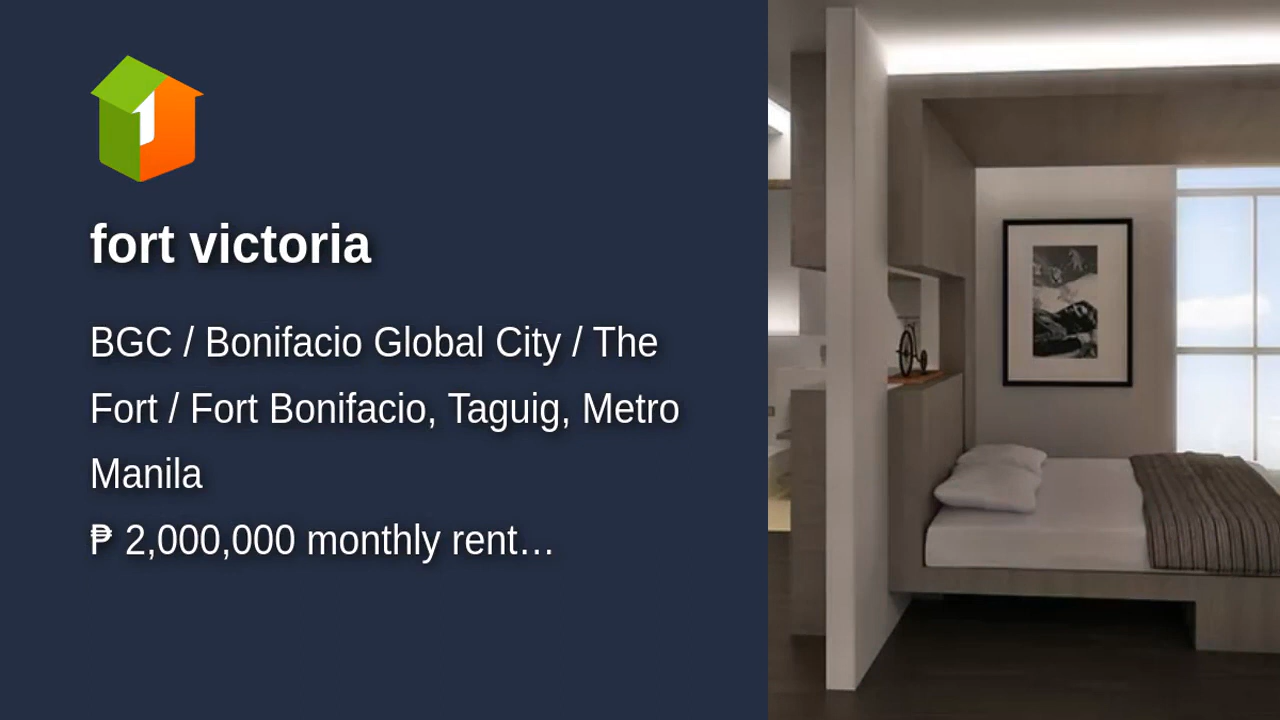 fort victoria
BGC / Bonifacio Global City / The
Fort / Fort Bonifacio, Taguig, Metro
Manila
₱ 2,000,000 monthly rent…